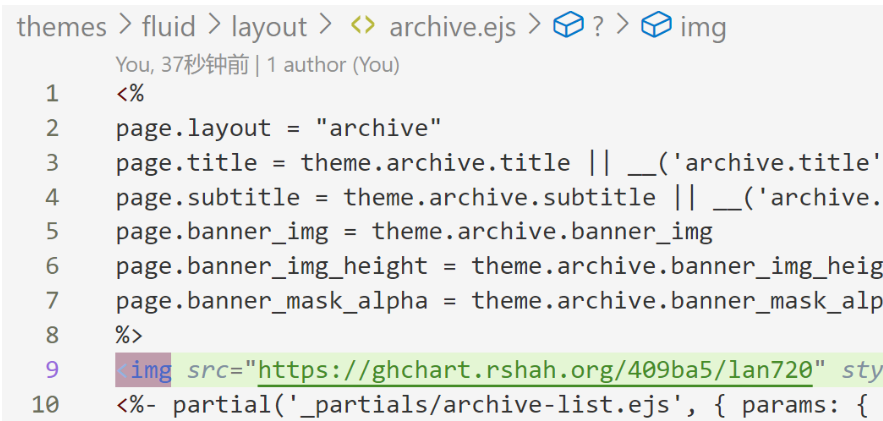 themes > fluid > layout > <> archive.ejs > ? > img
You, 37秒钟前 | 1 author (You)
1 <%
2 page.layout = "archive"
3 page.title = theme.archive.title || __('archive.title'
4 page.subtitle = theme.archive.subtitle || __('archive.
5 page.banner_img = theme.archive.banner_img
6 page.banner_img_height = theme.archive.banner_img_heig
7 page.banner_mask_alpha = theme.archive.banner_mask_alp
8 %>
9 <img src="https://ghchart.rshah.org/409ba5/lan720" sty
10 <%- partial('_partials/archive-list.ejs', { params: {